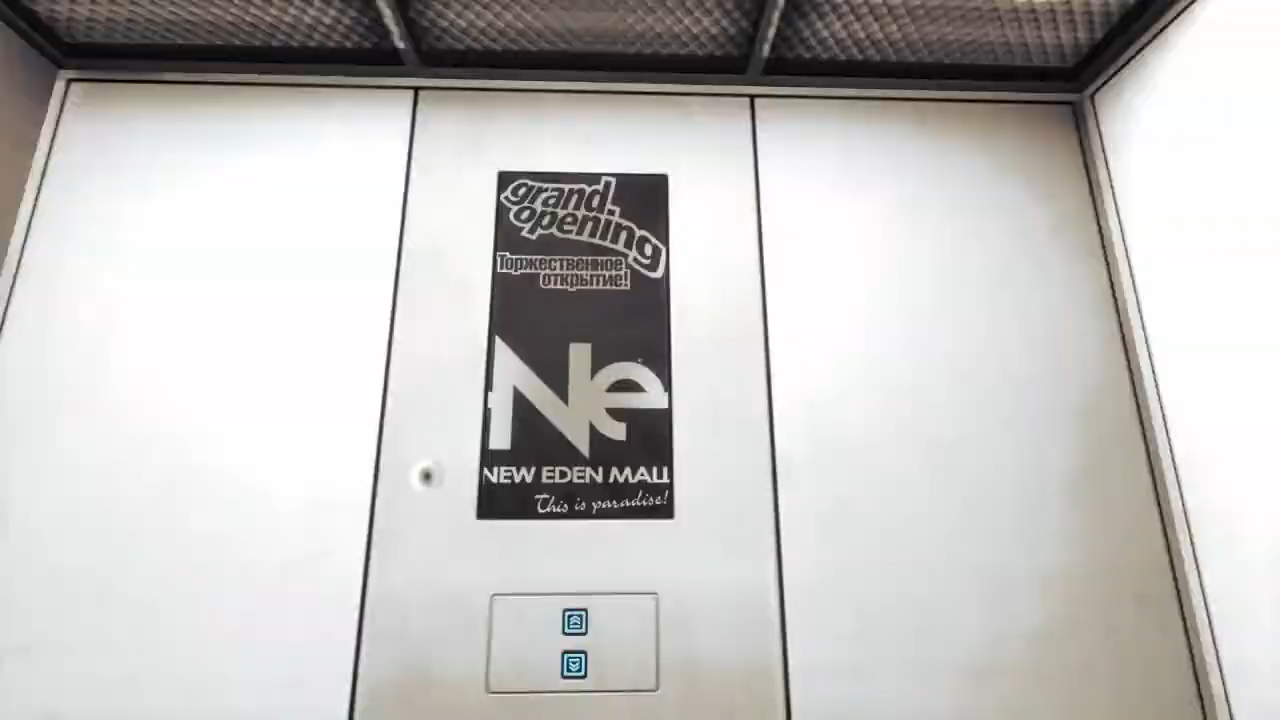 grand
opening
Торжественное
открытие!
Ne
NEW EDEN MALL
This is paradise!